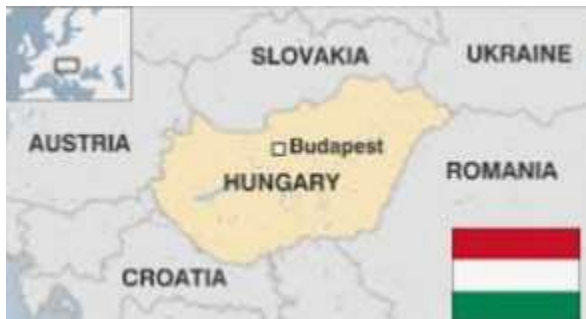 SLOVAKIA
UKRAINE
AUSTRIA
Budapest
HUNGARY
ROMANIA
CROATIA